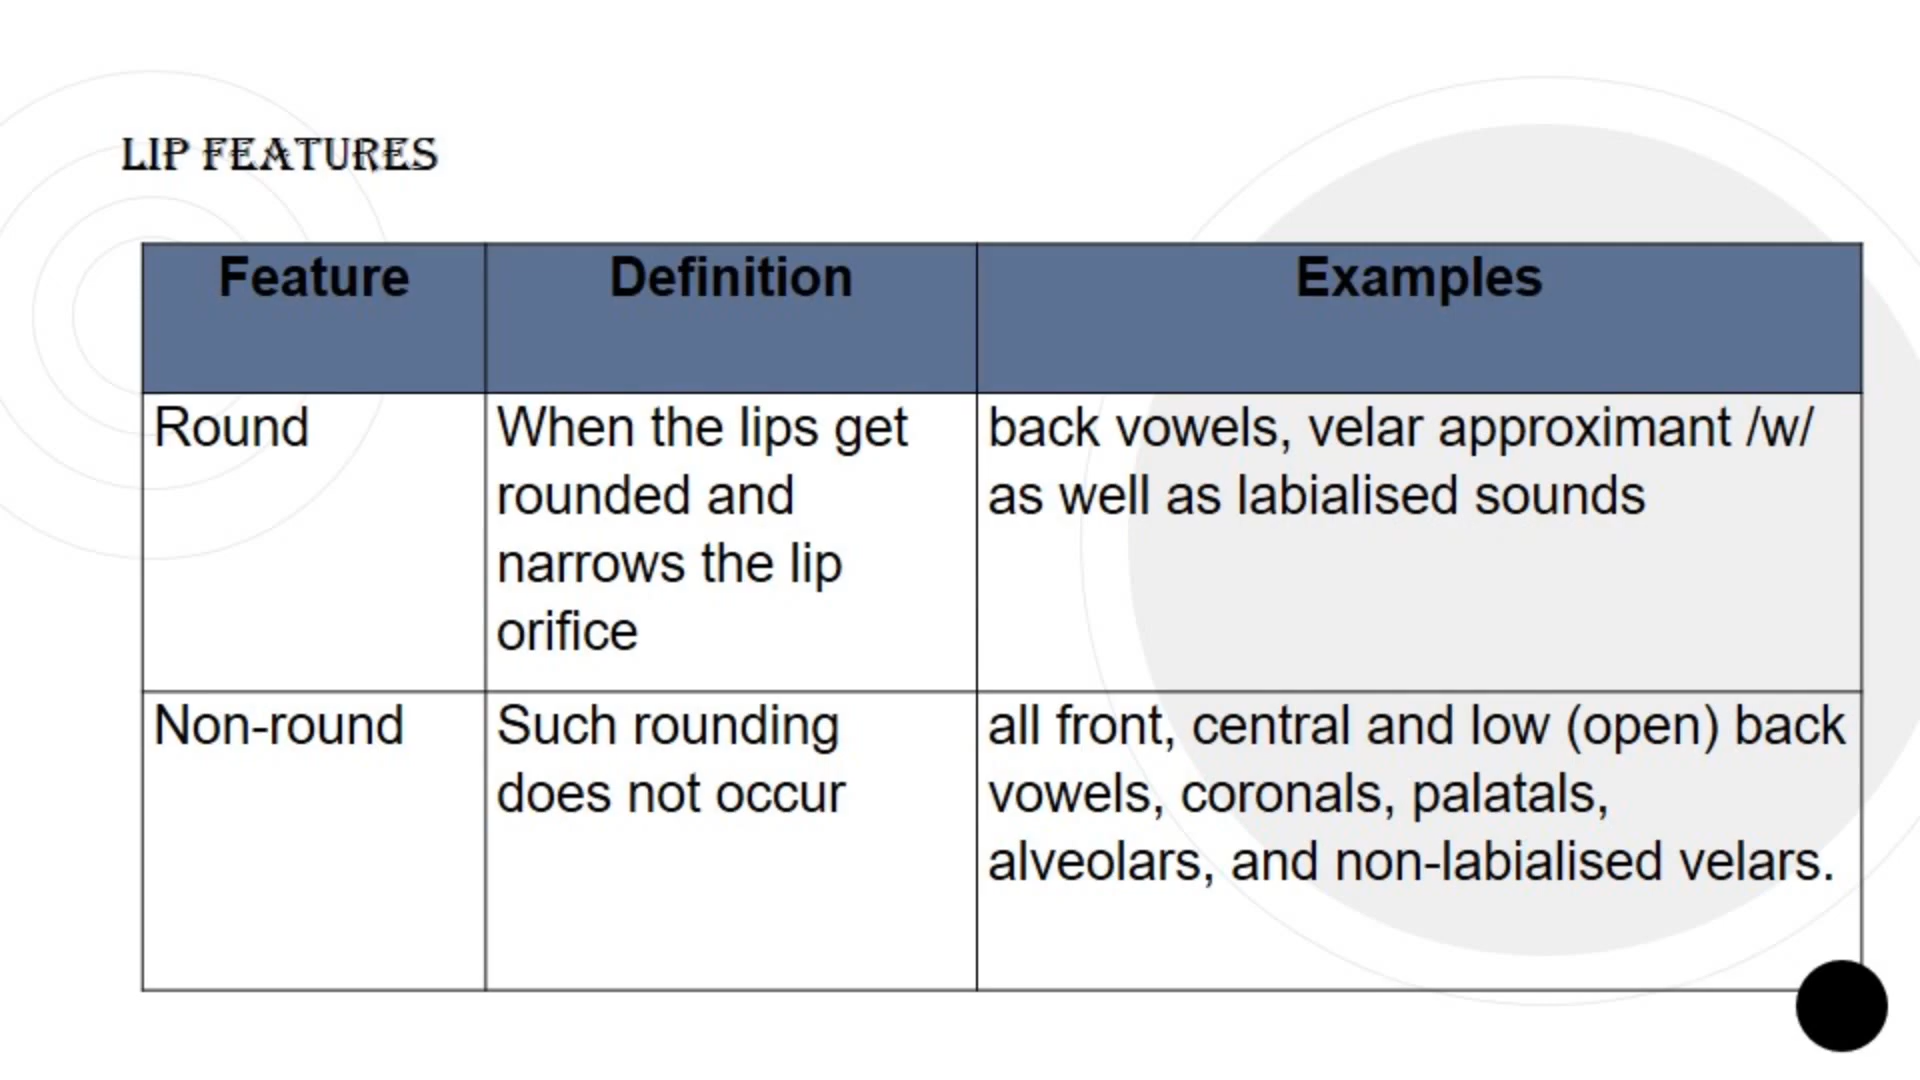 LIP FEATURES
Feature
Definition
Examples
Round
When the lips get
rounded and
narrows the lip
orifice
back vowels, velar approximant /w/
as well as labialised sounds
Non-round
Such rounding
does not occur
all front, central and low (open) back
vowels, coronals, palatals,
alveolars, and non-labialised velars.